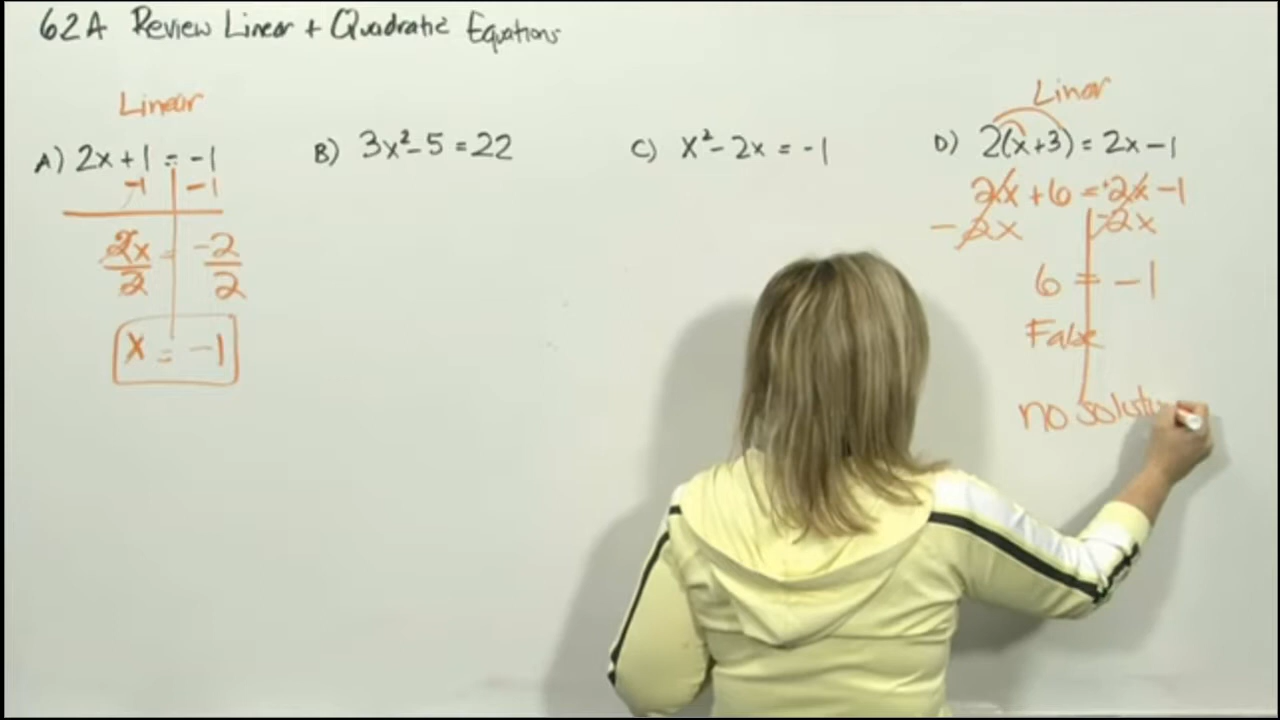 62A Review Linear + Quadratic Equations
Linear
A) 2x + 1 = -1
-1 -1
2x = -2
2 2
x = -1
B) 3x² - 5 = 22
C) x² - 2x = -1
Linear
D) 2(x+3) = 2x - 1
2x + 6 = +2x - 1
-2x -2x
6 = -1
False
no solut